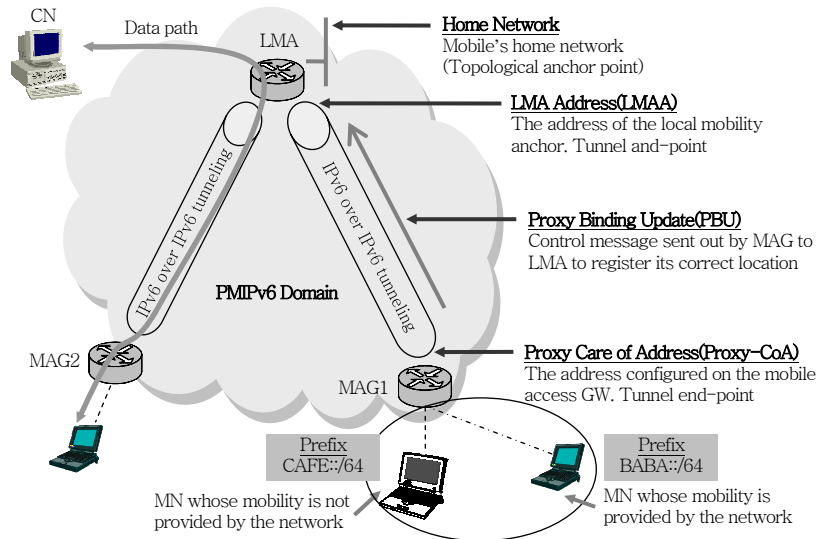 CN
Data path
LMA
Home Network
Mobile's home network
(Topological anchor point)
LMA Address(LMAA)
The address of the local mobility
anchor. Tunnel and-point
IPv6 over IPv6 tunneling
IPv6 over IPv6 tunneling
Proxy Binding Update(PBU)
Control message sent out by MAG to
LMA to register its correct location
PMIPv6 Domain
MAG2
MAG1
Proxy Care of Address(Proxy-CoA)
The address configured on the mobile
access GW. Tunnel end-point
Prefix
CAFE::/64
Prefix
BABA::/64
MN whose mobility is not
provided by the network
MN whose mobility is
provided by the network